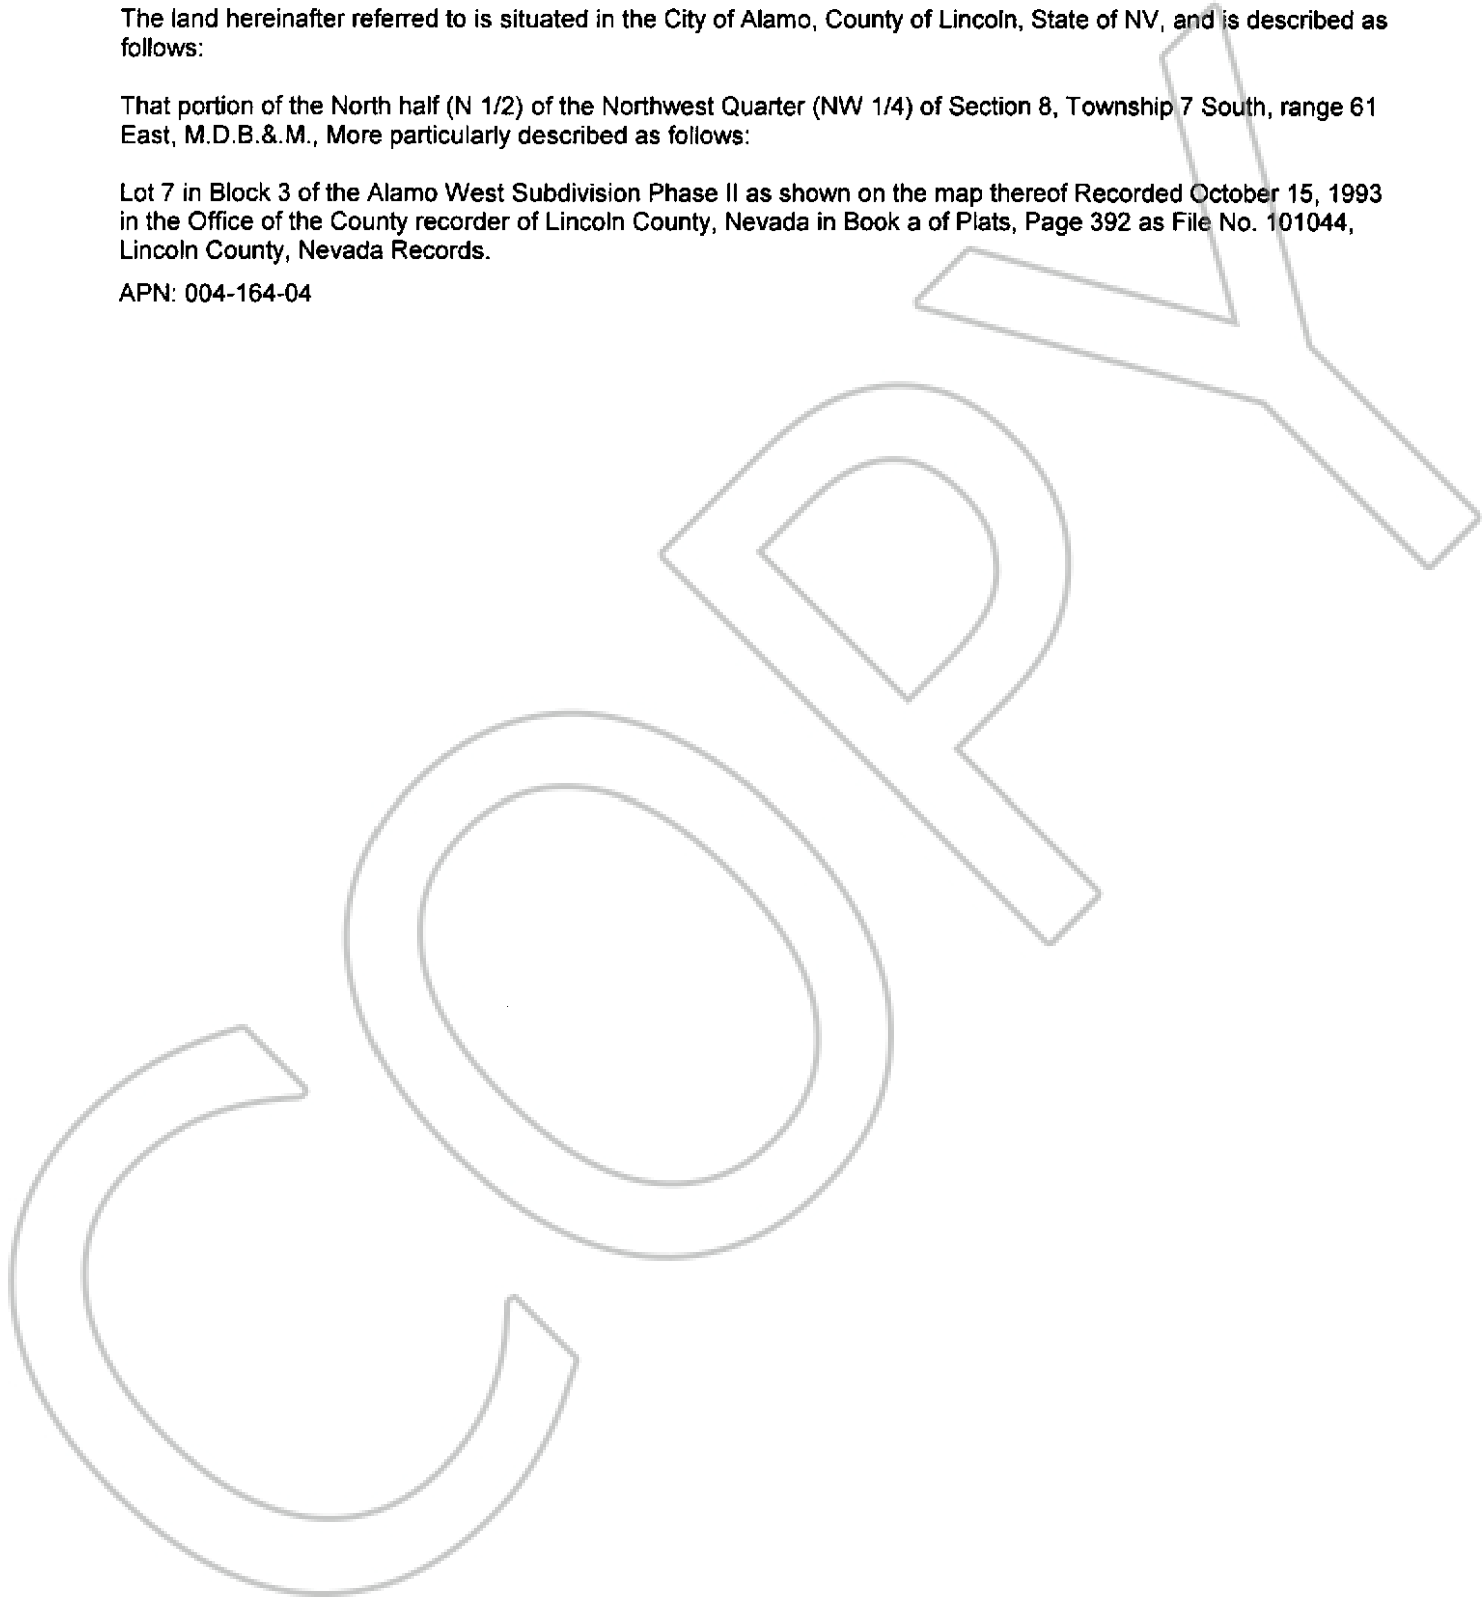 The land hereinafter referred to is situated in the City of Alamo, County of Lincoln, State of NV, and is described as
follows:
That portion of the North half (N 1/2) of the Northwest Quarter (NW 1/4) of Section 8, Township 7 South, range 61
East, M.D.B.&.M., More particularly described as follows:
Lot 7 in Block 3 of the Alamo West Subdivision Phase II as shown on the map thereof Recorded October 15, 1993
in the Office of the County recorder of Lincoln County, Nevada in Book a of Plats, Page 392 as File No. 101044,
Lincoln County, Nevada Records.
APN: 004-164-04
COPY